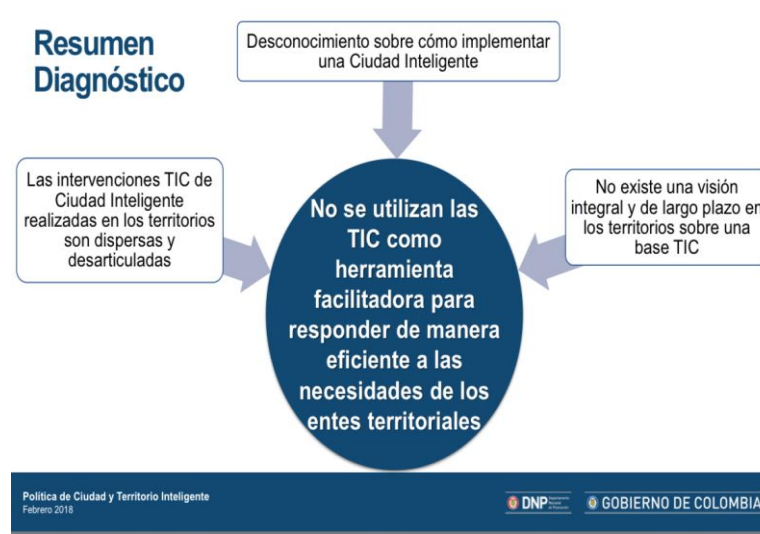 Resumen
Diagnóstico
Desconocimiento sobre cómo implementar
una Ciudad Inteligente
Las intervenciones TIC de
Ciudad Inteligente
realizadas en los territorios
son dispersas y
desarticuladas
No existe una visión
integral y de largo plazo en
los territorios sobre una
base TIC
No se utilizan las
TIC como
herramienta
facilitadora para
responder de manera
eficiente a las
necesidades de los
entes territoriales
Política de Ciudad y Territorio Inteligente
Febrero 2018
DNP
GOBIERNO DE COLOMBIA